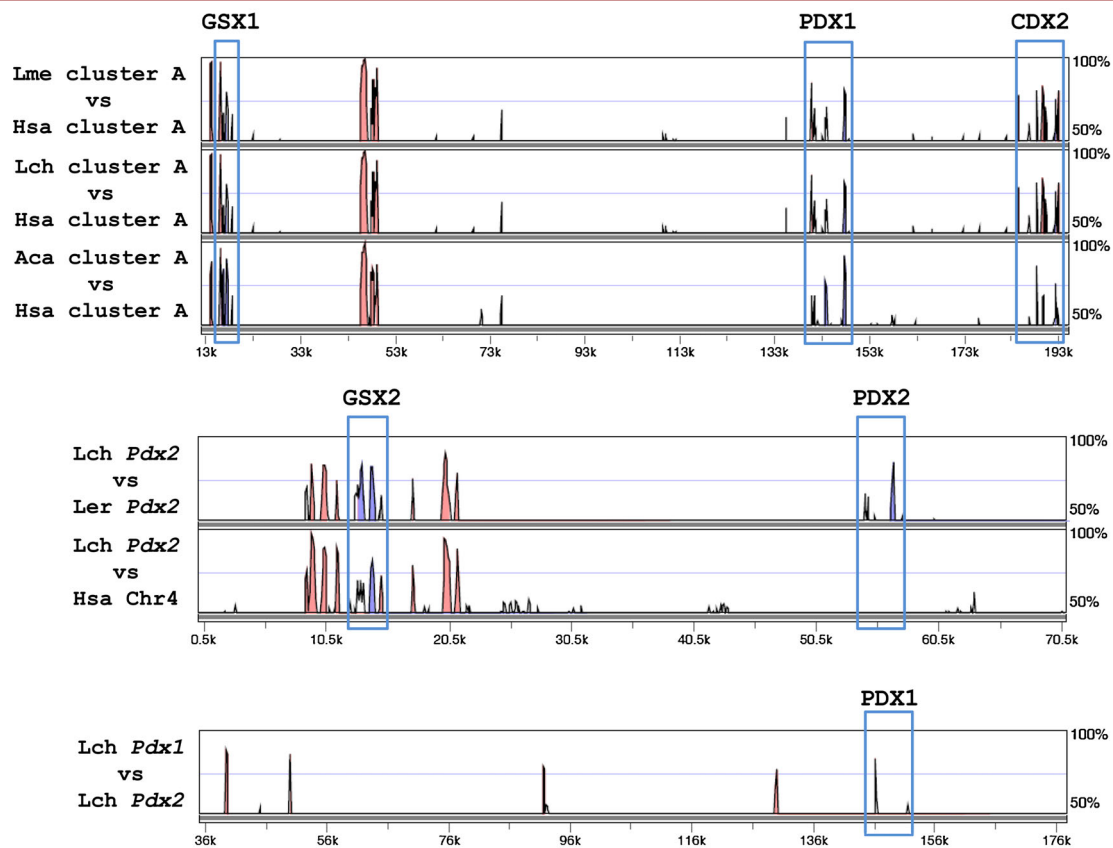 GSX1 PDX1 CDX2
Lme cluster A
vs
Hsa cluster A
100%
50%
Lch cluster A
vs
Hsa cluster A
100%
50%
Aca cluster A
vs
Hsa cluster A
100%
50%
13k 33k 53k 73k 93k 113k 133k 153k 173k 193k
GSX2 PDX2
Lch Pdx2
vs
Ler Pdx2
100%
50%
Lch Pdx2
vs
Hsa Chr4
100%
50%
0.5k 10.5k 20.5k 30.5k 40.5k 50.5k 60.5k 70.5k
PDX1
Lch Pdx1
vs
Lch Pdx2
100%
50%
36k 56k 76k 96k 116k 136k 156k 176k